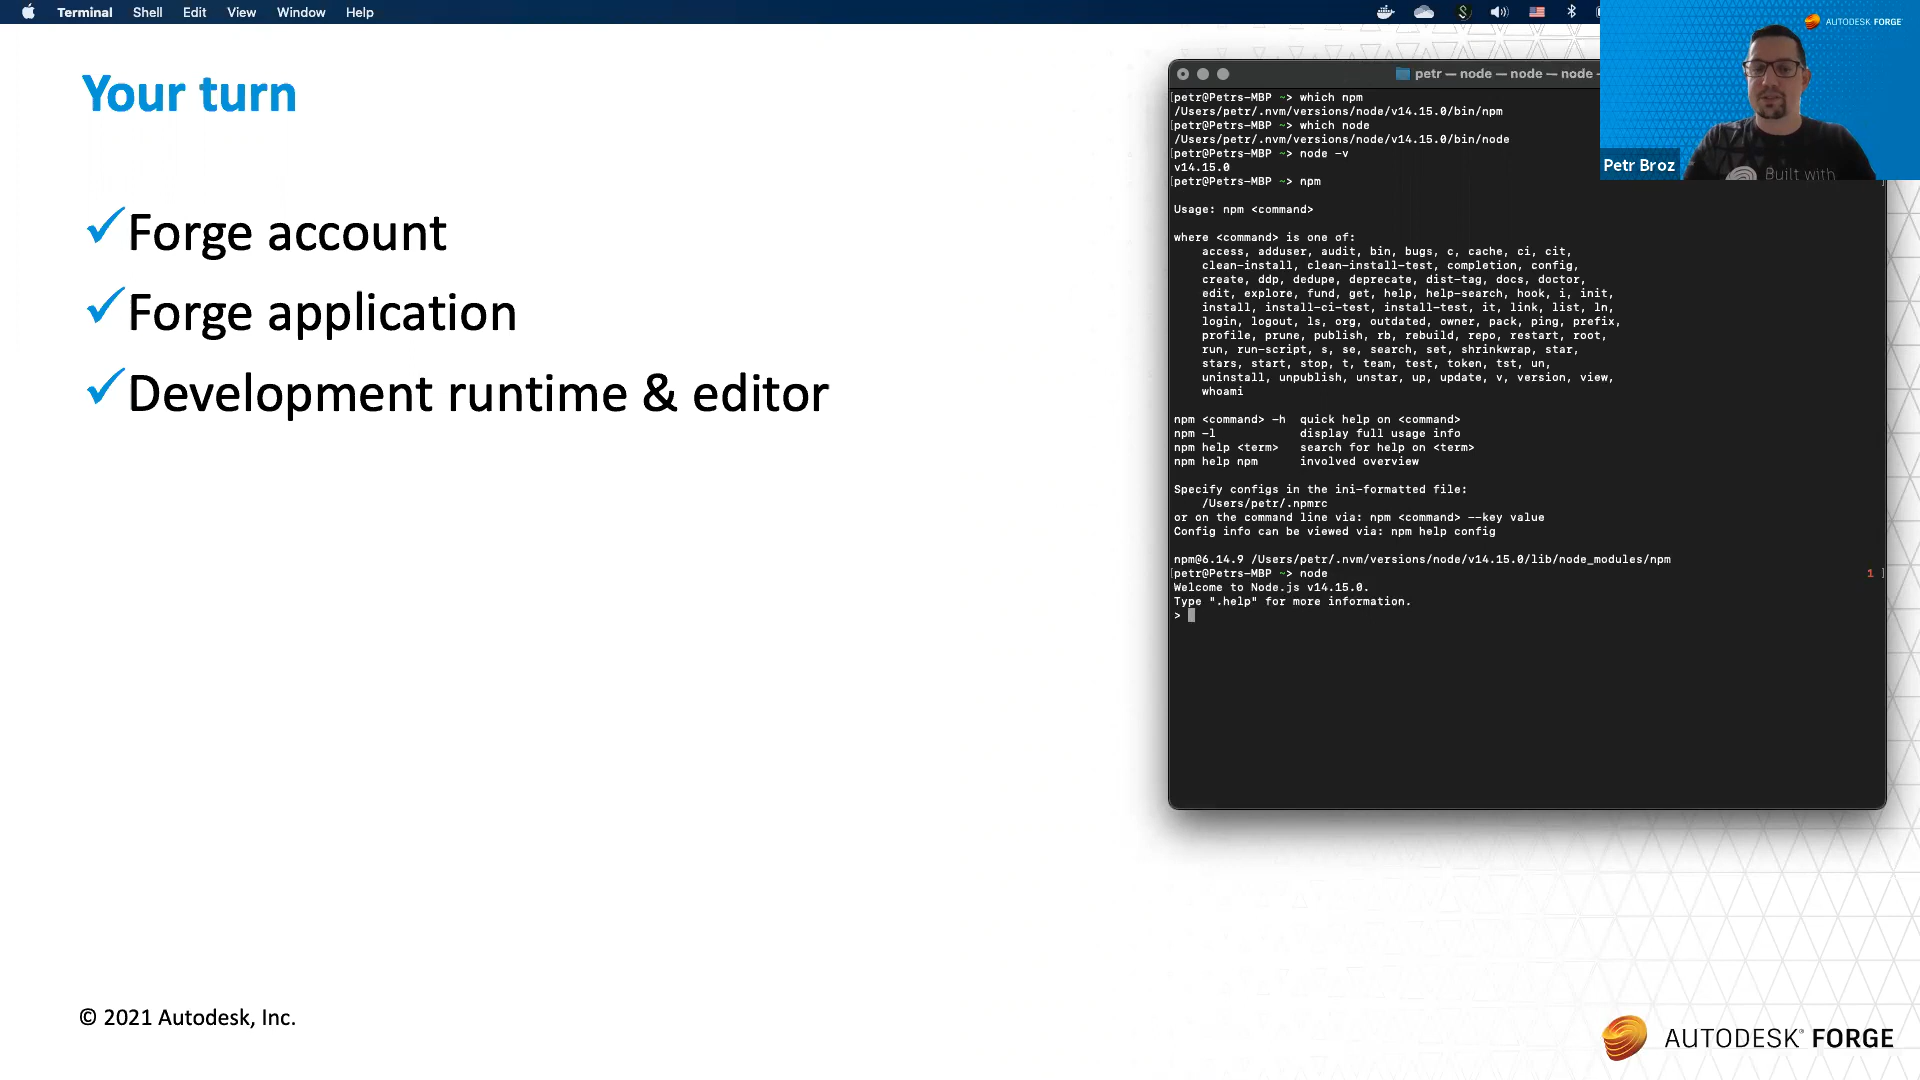 Terminal Shell Edit View Window Help
AUTODESK FORGE
Your turn
✓Forge account
✓Forge application
✓Development runtime & editor
petr — node — node — node -
[petr@Petrs-MBP ~> which npm
/Users/petr/.nvm/versions/node/v14.15.0/bin/npm
[petr@Petrs-MBP ~> which node
/Users/petr/.nvm/versions/node/v14.15.0/bin/node
[petr@Petrs-MBP ~> node -v
v14.15.0
[petr@Petrs-MBP ~> npm ]
Usage: npm <command>
where <command> is one of:
access, adduser, audit, bin, bugs, c, cache, ci, cit,
clean-install, clean-install-test, completion, config,
create, ddp, dedupe, deprecate, dist-tag, docs, doctor,
edit, explore, fund, get, help, help-search, hook, i, init,
install, install-ci-test, install-test, it, link, list, ln,
login, logout, ls, org, outdated, owner, pack, ping, prefix,
profile, prune, publish, rb, rebuild, repo, restart, root,
run, run-script, s, se, search, set, shrinkwrap, star,
stars, start, stop, t, team, test, token, tst, un,
uninstall, unpublish, unstar, up, update, v, version, view,
whoami
npm <command> -h quick help on <command>
npm -l display full usage info
npm help <term> search for help on <term>
npm help npm involved overview
Specify configs in the ini-formatted file:
/Users/petr/.npmrc
or on the command line via: npm <command> --key value
Config info can be viewed via: npm help config
npm@6.14.9 /Users/petr/.nvm/versions/node/v14.15.0/lib/node_modules/npm
[petr@Petrs-MBP ~> node 1 ]
Welcome to Node.js v14.15.0.
Type ".help" for more information.
>
Petr Broz
Built with
© 2021 Autodesk, Inc.
AUTODESK® FORGE